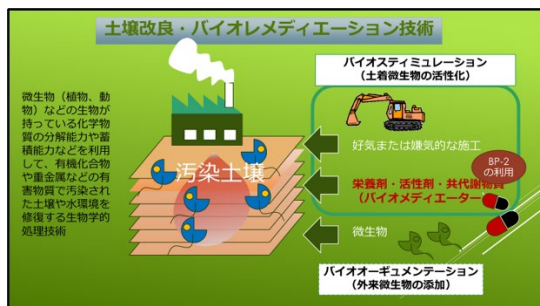 土壌改良・バイオレメディエーション技術
微生物（植物、動
物）などの生物が
持っている化学物
質の分解能力や蓄
積能力などを利用
して、有機化合物
や重金属などの有
害物質で汚染され
た土壌や水環境を
修復する生物学的
処理技術
汚染土壌
バイオスティミュレーション
（土着微生物の活性化）
好気または嫌気的な施工
BP-2
の利用
栄養剤・活性剤・共代謝物質
（バイオメディエーター
微生物
バイオオーギュメンテーション
（外来微生物の添加）